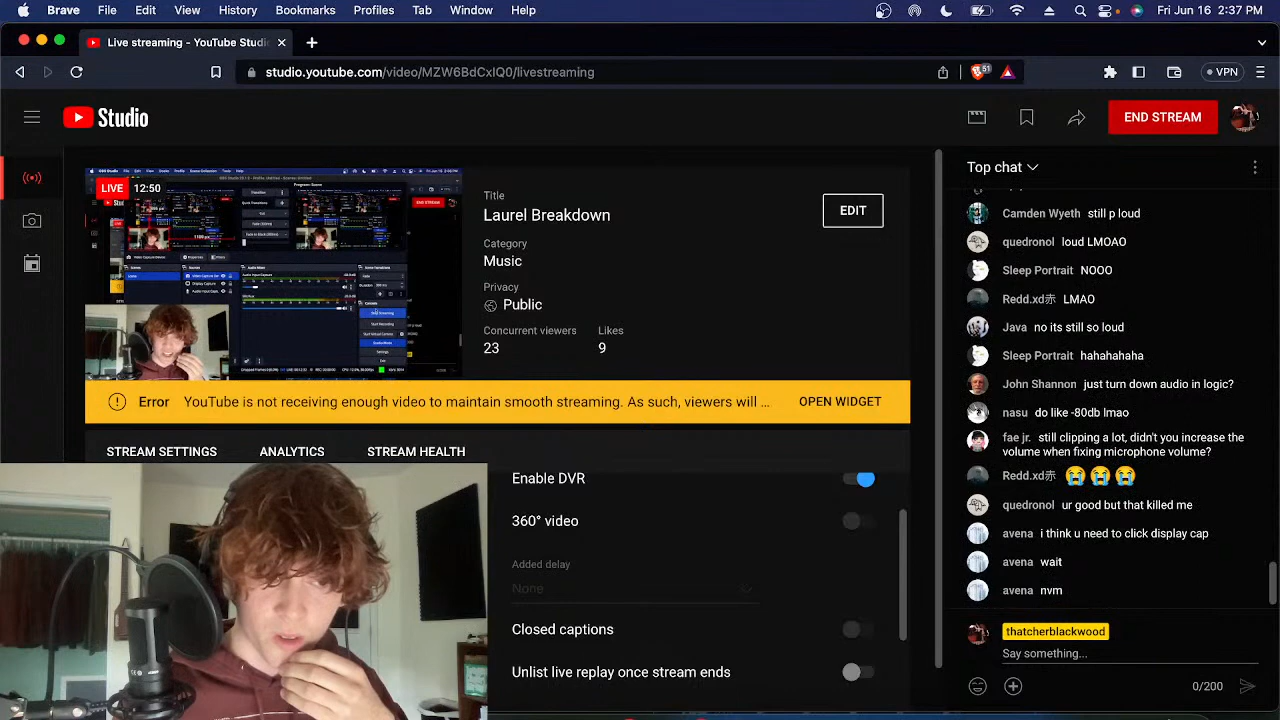 Brave File Edit View History Bookmarks Profiles Tab Window Help Fri Jun 16 2:37 PM
Live streaming - YouTube Studi
studio.youtube.com/video/MZW6BdCxIQ0/livestreaming 51 VPN
Studio END STREAM
LIVE 12:50
Title
Laurel Breakdown
EDIT
Category
Music
Privacy
Public
Concurrent viewers Likes
23 9
Error YouTube is not receiving enough video to maintain smooth streaming. As such, viewers will ... OPEN WIDGET
STREAM SETTINGS ANALYTICS STREAM HEALTH
Enable DVR
360° video
Added delay
None
Closed captions
Unlist live replay once stream ends
Top chat
Camden Wyeth still p loud
quedronol loud LMOAO
Sleep Portrait NOOO
Redd.xd赤 LMAO
Java no its still loud
Sleep Portrait hahahahaha
John Shannon just turn down audio in logic?
nasu do like -80db lmao
fae jr. still clipping a lot, didn't you increase the
volume when fixing microphone volume?
Redd.xd赤 😭😭😭
quedronol ur good but that killed me
avena i think u need to click display cap
avena wait
avena nvm
thatcherblackwood
Say something...
0/200